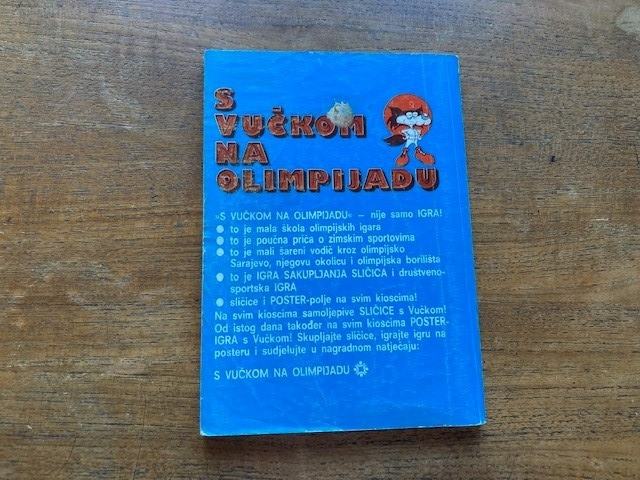 S
VUČKOM
NA
OLIMPIJADU
»S VUČKOM NA OLIMPIJADU« — nije samo IGRA!
● to je mala škola olimpijskih igara
● to je poučna priča o zimskim sportovima
● to je mali šareni vodič kroz olimpijsko
Sarajevo, njegovu okolicu i olimpijska borilišta
● to je IGRA SAKUPLJANJA SLIČICA i društveno-
sportska IGRA
● sličice i POSTER-polje na svim kioscima!
Na svim kioscima samoljepive SLIČICE s Vučkom!
Od istog dana također na svim kioscima POSTER-
IGRA s Vučkom! Skupljajte sličice, igrajte igru na
posteru i sudjelujte u nagradnom natječaju:
S VUČKOM NA OLIMPIJADU